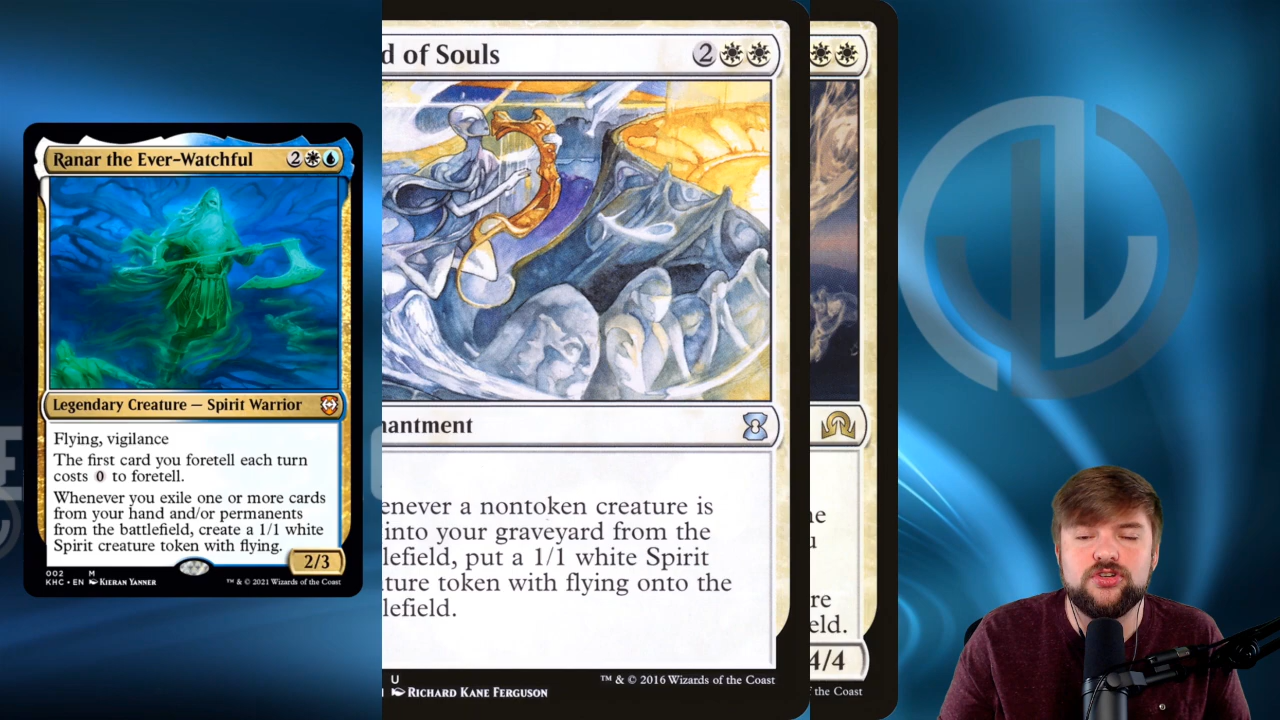 Ranar the Ever-Watchful 2
Legendary Creature — Spirit Warrior
Flying, vigilance
The first card you foretell each turn
costs 0 to foretell.
Whenever you exile one or more cards
from your hand and/or permanents
from the battlefield, create a 1/1 white
Spirit creature token with flying.
2/3
002 M
KHC • EN Kieran Yanner ™ & © 2021 Wizards of the Coast
d of Souls 2
hantment
enever a nontoken creature is
into your graveyard from the
lefield, put a 1/1 white Spirit
ture token with flying onto the
lefield.
U
Richard Kane Ferguson ™ & © 2016 Wizards of the Coast
re
eld.
4/4
f the Coast